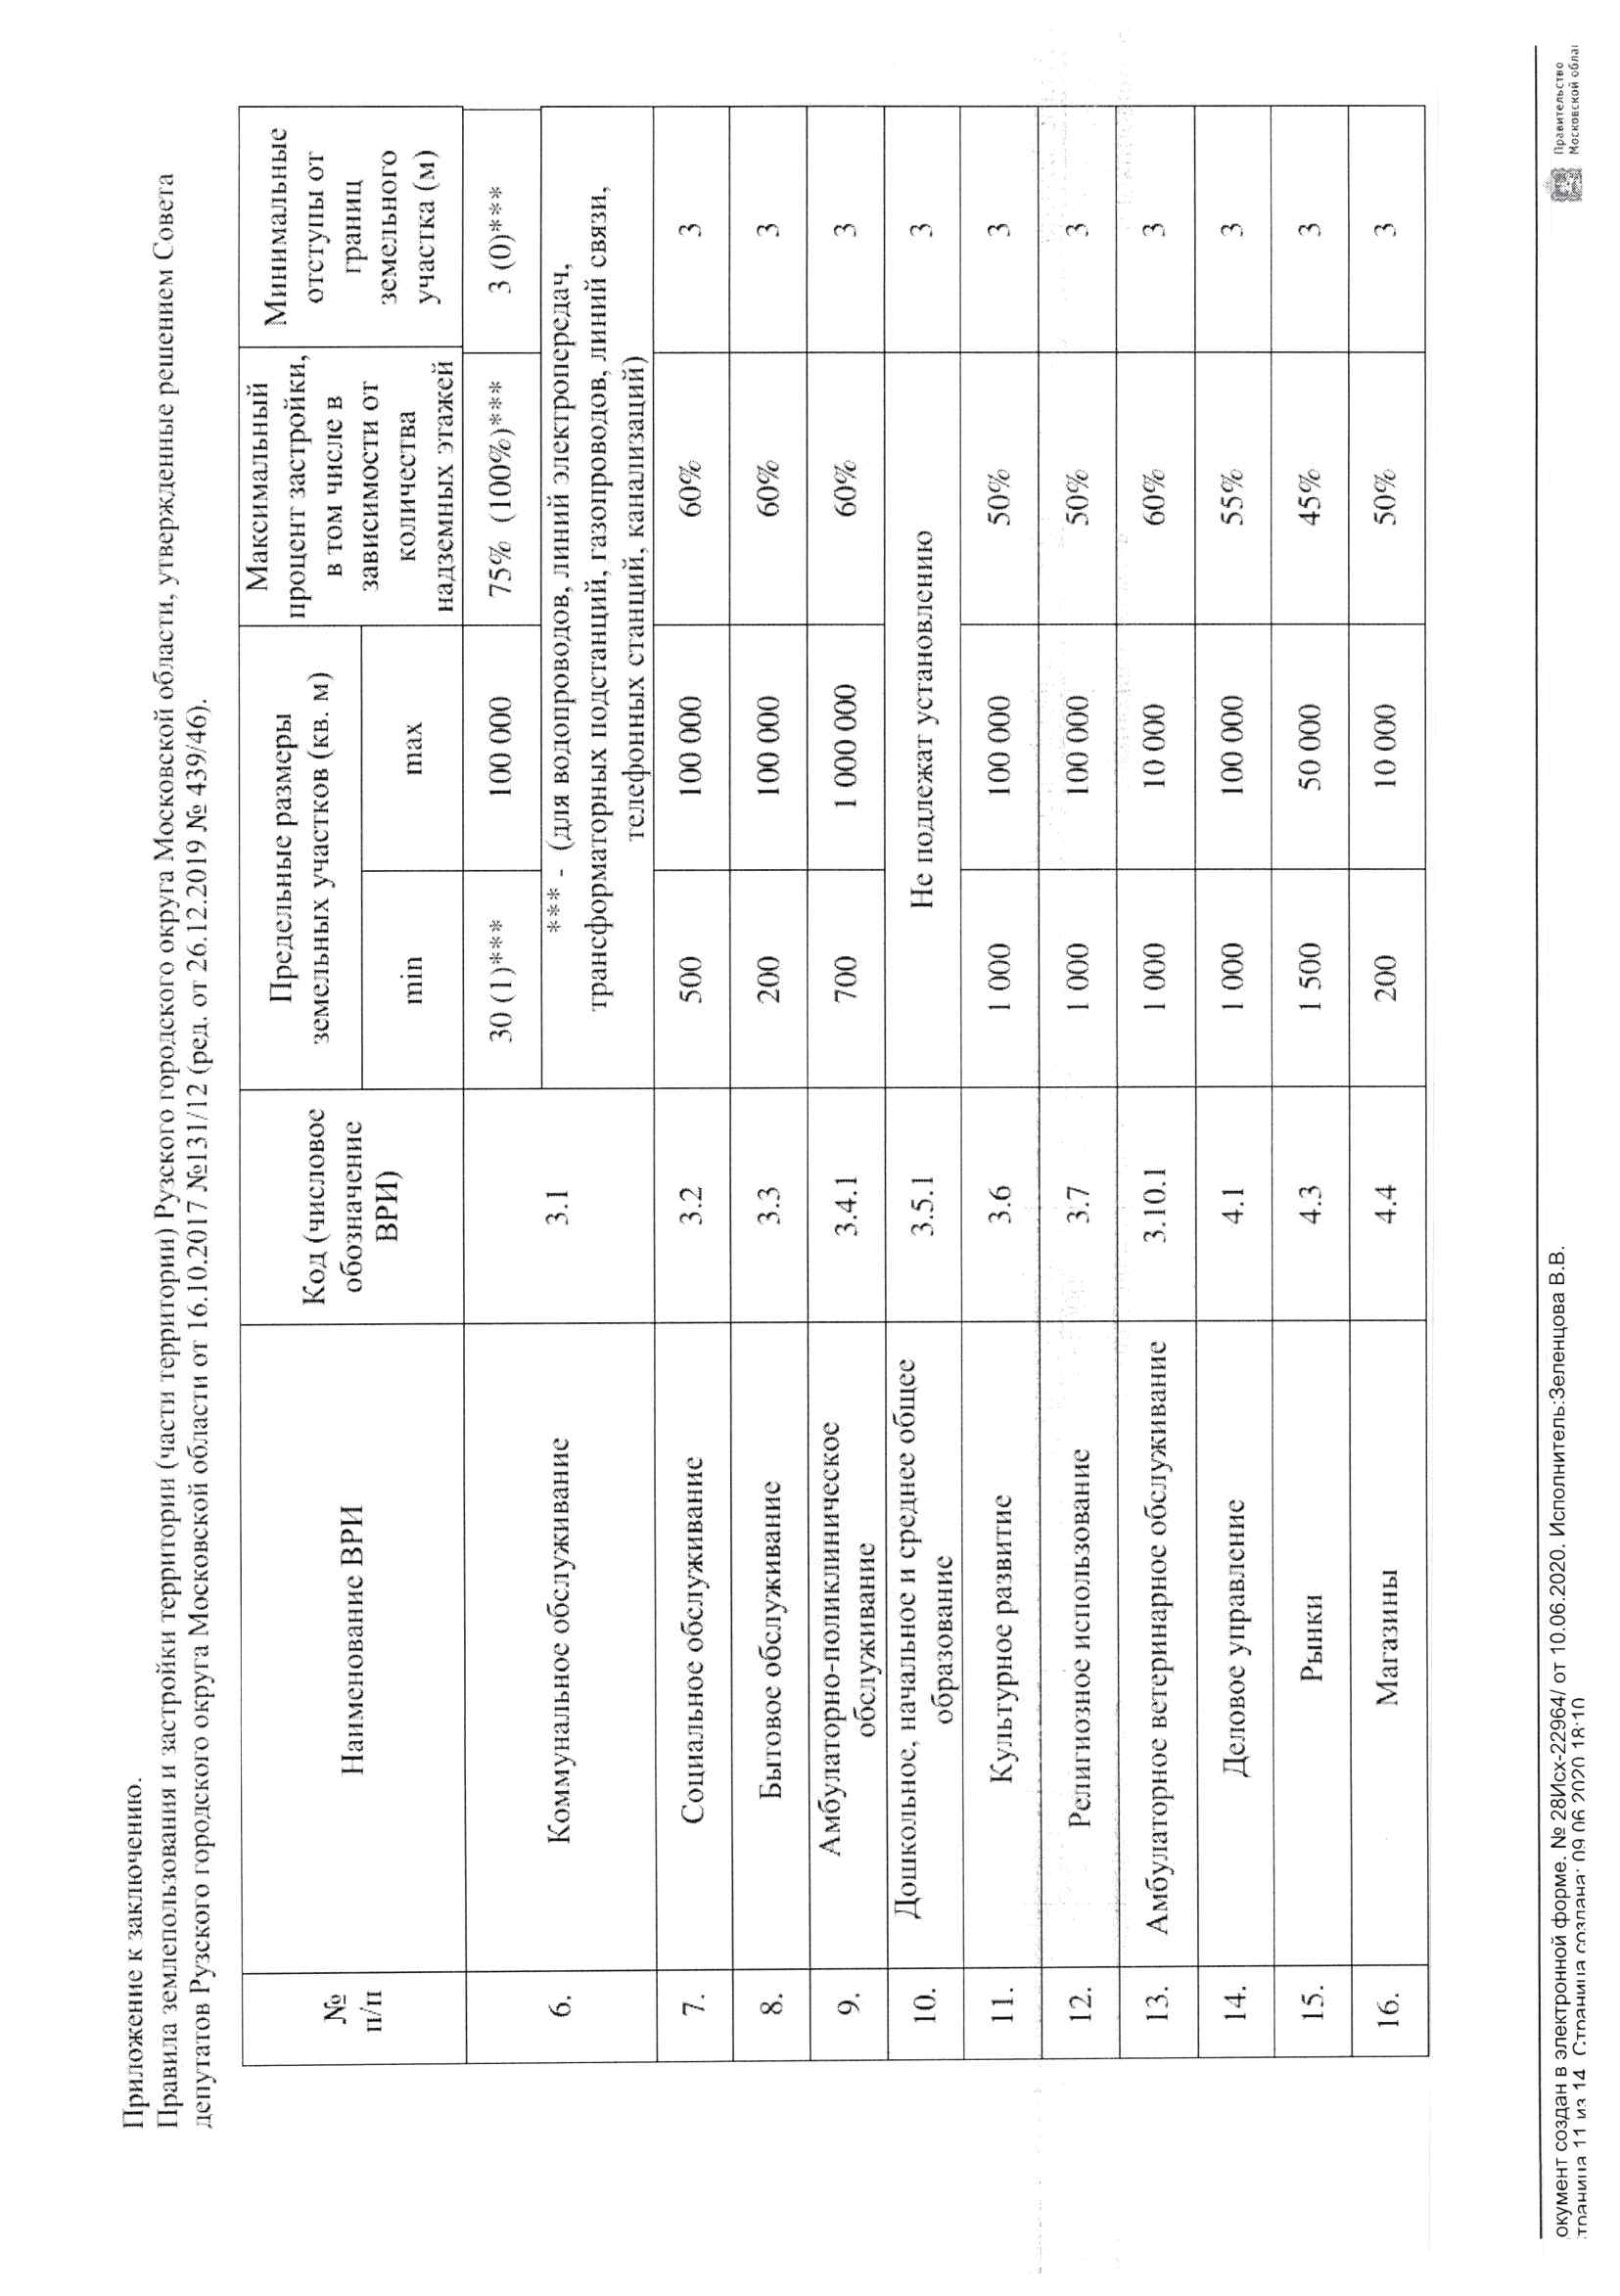 Приложение к заключению.
Правила землепользования и застройки территории (части территории) Рузского городского округа Московской области, утвержденные решением Совета
депутатов Рузского городского округа Московской области от 16.10.2017 №131/12 (ред. от 26.12.2019 № 439/46).
№
п/п
Наименование ВРИ
Код (числовое
обозначение
ВРИ)
Предельные размеры
земельных участков (кв. м)
min
max
Максимальный
процент застройки,
в том числе в
зависимости от
количества
надземных этажей
Минимальные
отступы от
границ
земельного
участка (м)
6. Коммунальное обслуживание 3.1 30 (1)*** 100 000 75% (100%)*** 3 (0)***
*** - (для водопроводов, линий электропередач,
трансформаторных подстанций, газопроводов, линий связи,
телефонных станций, канализаций)
7. Социальное обслуживание 3.2 500 100 000 60% 3
8. Бытовое обслуживание 3.3 200 100 000 60% 3
9. Амбулаторно-поликлиническое
обслуживание
3.4.1 700 1 000 000 60% 3
10. Дошкольное, начальное и среднее общее
образование
3.5.1 Не подлежат установлению 3
11. Культурное развитие 3.6 1 000 100 000 50% 3
12. Религиозное использование 3.7 1 000 100 000 50% 3
13. Амбулаторное ветеринарное обслуживание 3.10.1 1 000 10 000 60% 3
14. Деловое управление 4.1 1 000 100 000 55% 3
15. Рынки 4.3 1 500 50 000 45% 3
16. Магазины 4.4 200 10 000 50% 3
окумент создан в электронной форме. № 28Исх-22964/ от 10.06.2020. Исполнитель:Зеленцова В.В.
траница 11 из 14. Страница создана: 09.06.2020 18:10
Правительство
Московской облас